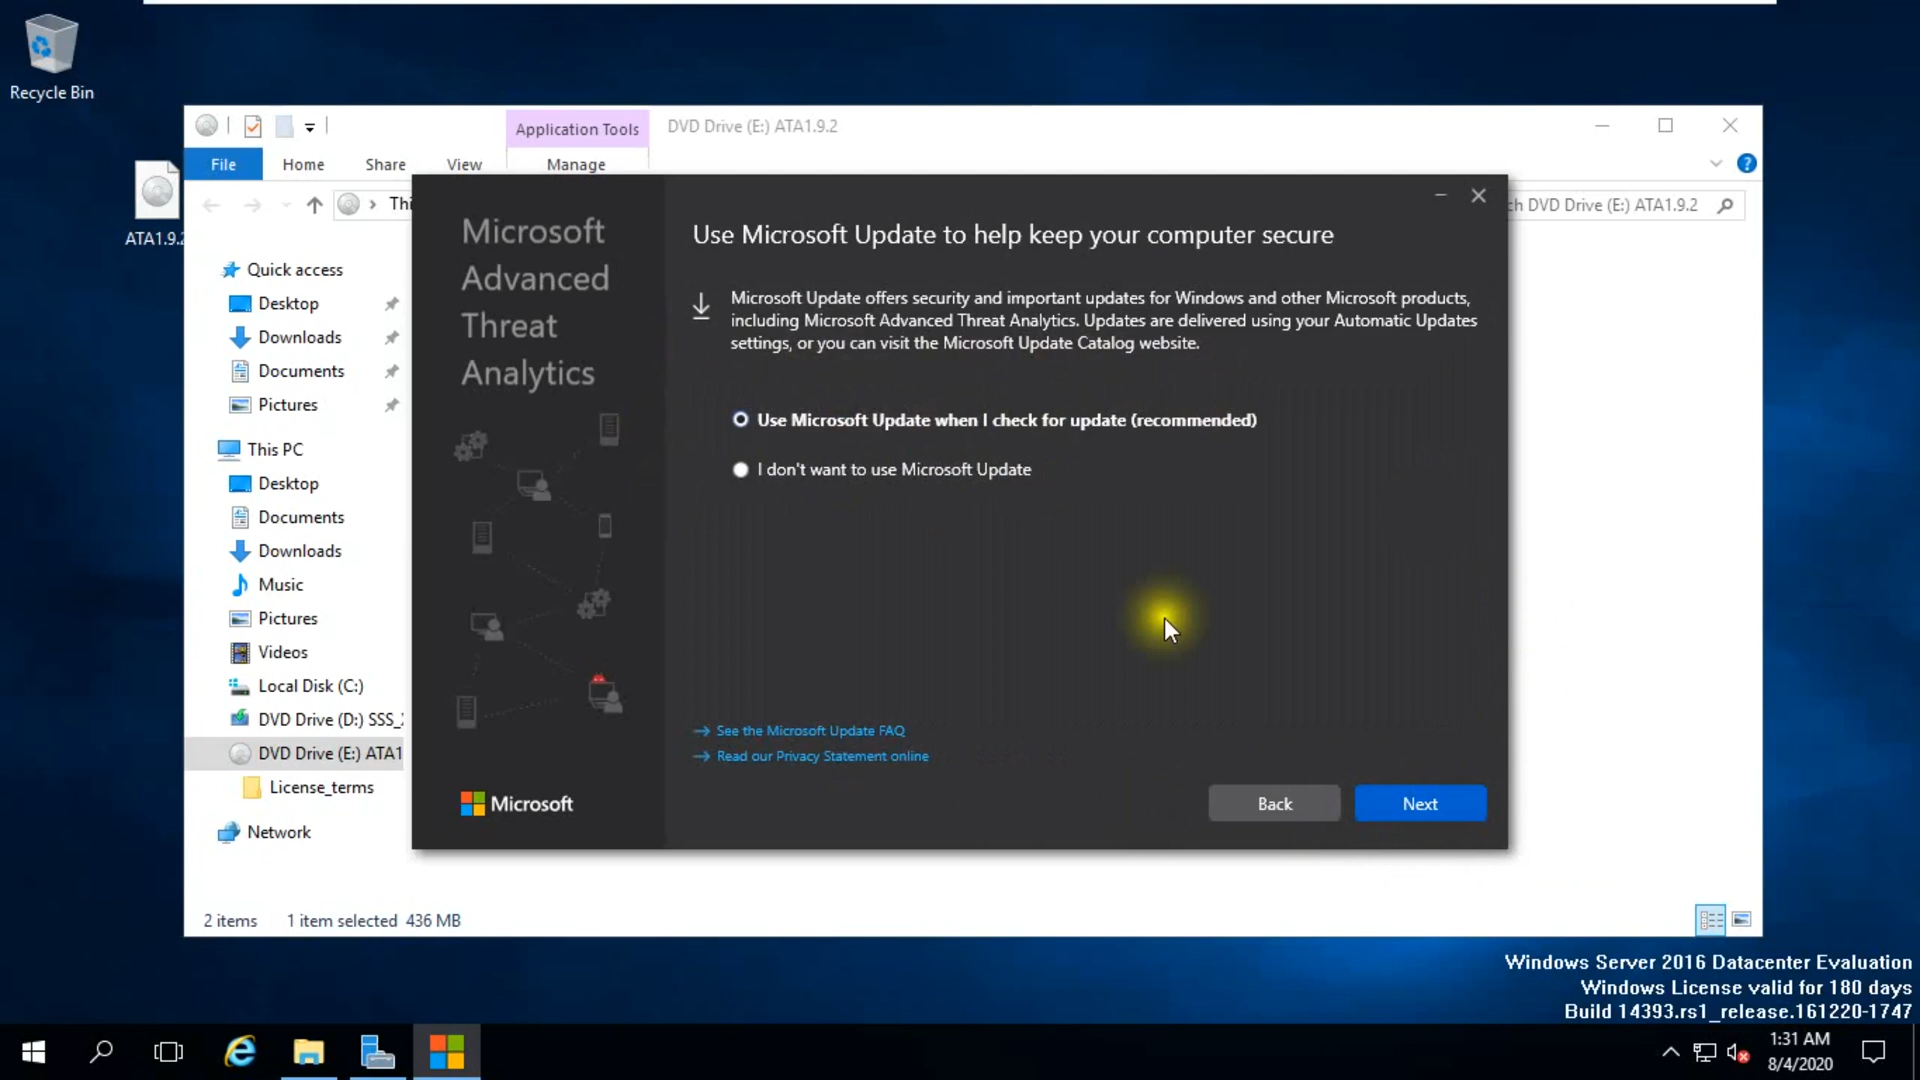 Recycle Bin
ATA1.9.2
Application Tools
DVD Drive (E:) ATA1.9.2
File
Home
Share
View
Manage
Thi
ch DVD Drive (E:) ATA1.9.2
Quick access
Desktop
Downloads
Documents
Pictures
This PC
Desktop
Documents
Downloads
Music
Pictures
Videos
Local Disk (C:)
DVD Drive (D:) SSS_
DVD Drive (E:) ATA1
License_terms
Network
Microsoft
Advanced
Threat
Analytics
Microsoft
Use Microsoft Update to help keep your computer secure
Microsoft Update offers security and important updates for Windows and other Microsoft products,
including Microsoft Advanced Threat Analytics. Updates are delivered using your Automatic Updates
settings, or you can visit the Microsoft Update Catalog website.
Use Microsoft Update when I check for update (recommended)
I don't want to use Microsoft Update
See the Microsoft Update FAQ
Read our Privacy Statement online
Back
Next
2 items
1 item selected 436 MB
Windows Server 2016 Datacenter Evaluation
Windows License valid for 180 days
Build 14393.rs1_release.161220-1747
1:31 AM
8/4/2020